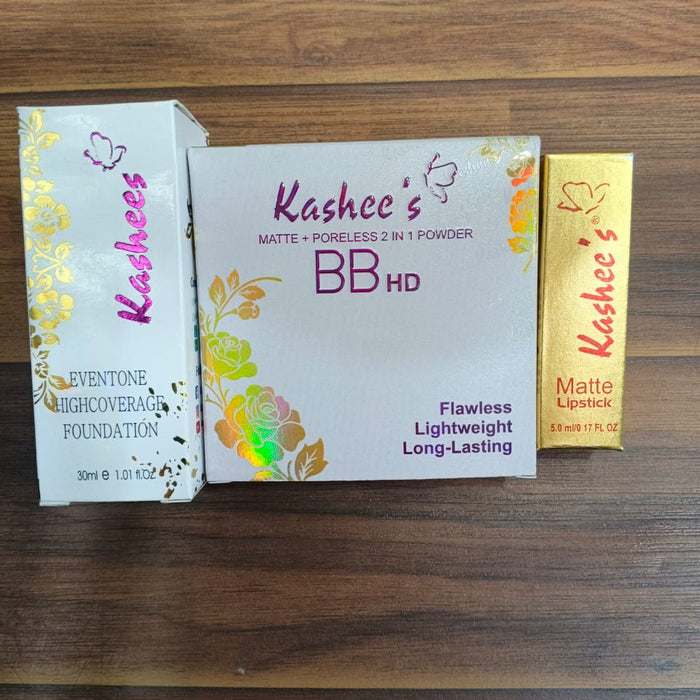 Kashees
EVENTONE
HIGHCOVERAGE
FOUNDATION
30ml e 1.01 fl.oz
Kashee's
MATTE + PORELESS 2 IN 1 POWDER
BB HD
Flawless
Lightweight
Long-Lasting
Kashee's®
Matte
Lipstick
5.0 ml/0 17 FL OZ